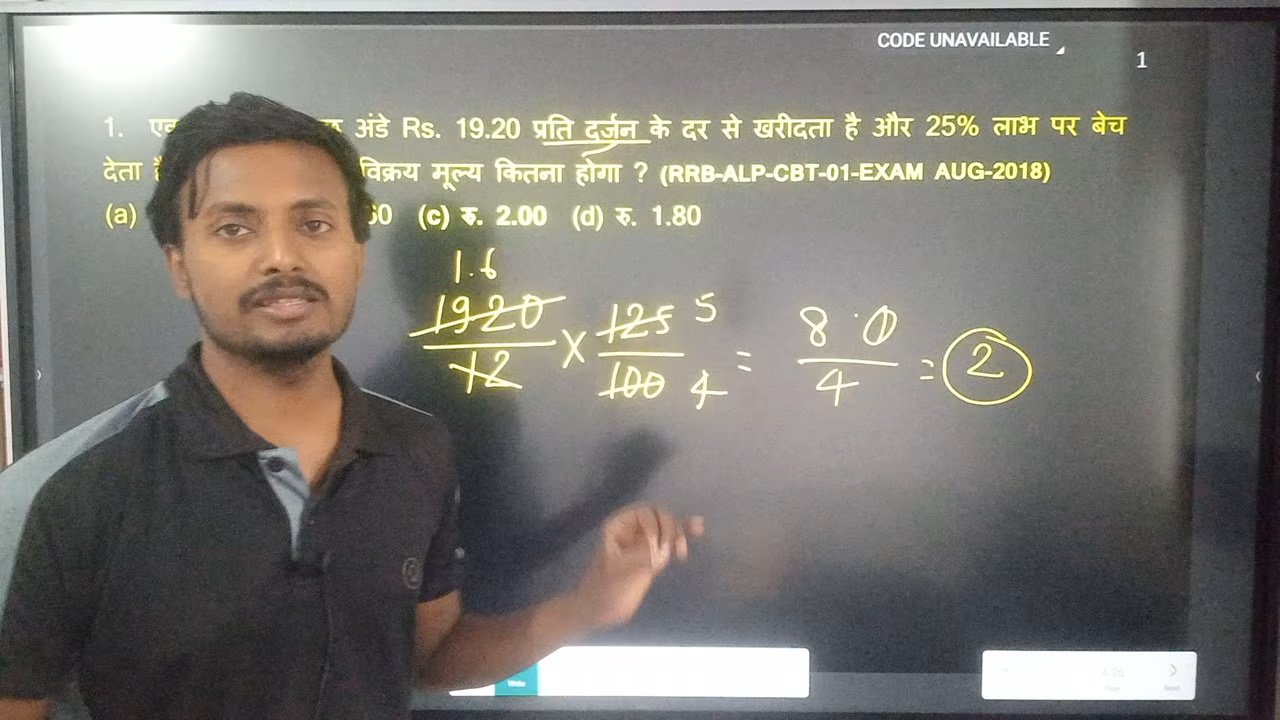 CODE UNAVAILABLE
1
1. अंडे Rs. 19.20 प्रति दर्जन के दर से खरीदता है और 25% लाभ पर बेच
देता विक्रय मूल्य कितना होगा ? (RRB-ALP-CBT-01-EXAM AUG-2018)
(a) 60 (c) रु. 2.00 (d) रु. 1.80
1.6
1920 125 5 8.0
× = = 2
12 100 4 4